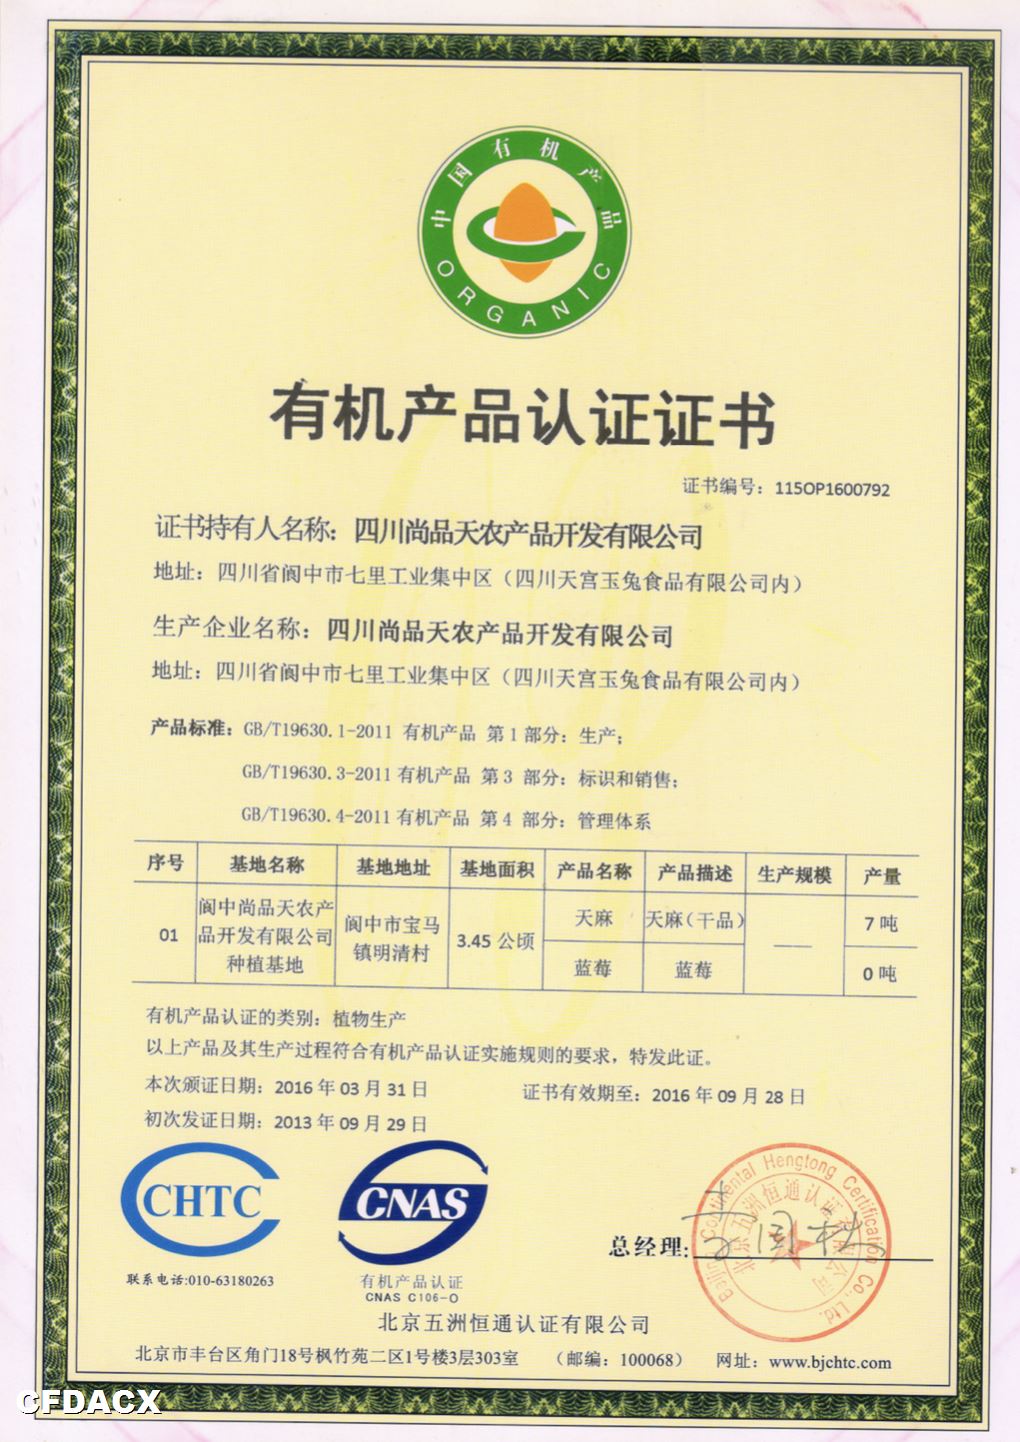 中国有机产品
ORGANIC
有机产品认证证书
证书编号：115OP1600792
证书持有人名称：四川尚品天农产品开发有限公司
地址：四川省阆中市七里工业集中区（四川天宫玉兔食品有限公司内）
生产企业名称：四川尚品天农产品开发有限公司
地址：四川省阆中市七里工业集中区（四川天宫玉兔食品有限公司内）
产品标准：GB/T19630.1-2011 有机产品 第1部分：生产；
GB/T19630.3-2011 有机产品 第3 部分：标识和销售；
GB/T19630.4-2011 有机产品 第4 部分：管理体系
序号 基地名称 基地地址 基地面积 产品名称 产品描述 生产规模 产量
01 阆中尚品天农产品开发有限公司种植基地 阆中市宝马镇明清村 3.45 公顷 天麻 天麻（干品） —— 7 吨
蓝莓 蓝莓 0 吨
有机产品认证的类别：植物生产
以上产品及其生产过程符合有机产品认证实施规则的要求，特发此证。
本次颁证日期：2016 年 03 月 31 日 证书有效期至：2016 年 09 月 28 日
初次发证日期：2013 年 09 月 29 日
CHTC
联系电话:010-63180263
CNAS
有机产品认证
CNAS C106-O
总经理:
Beijing Continental Hengtong Certification Co., Ltd.
北京五洲恒通认证有限公司
北京五洲恒通认证有限公司
北京市丰台区角门18号枫竹苑二区1号楼3层303室 （邮编：100068） 网址：www.bjchtc.com
CFDACX